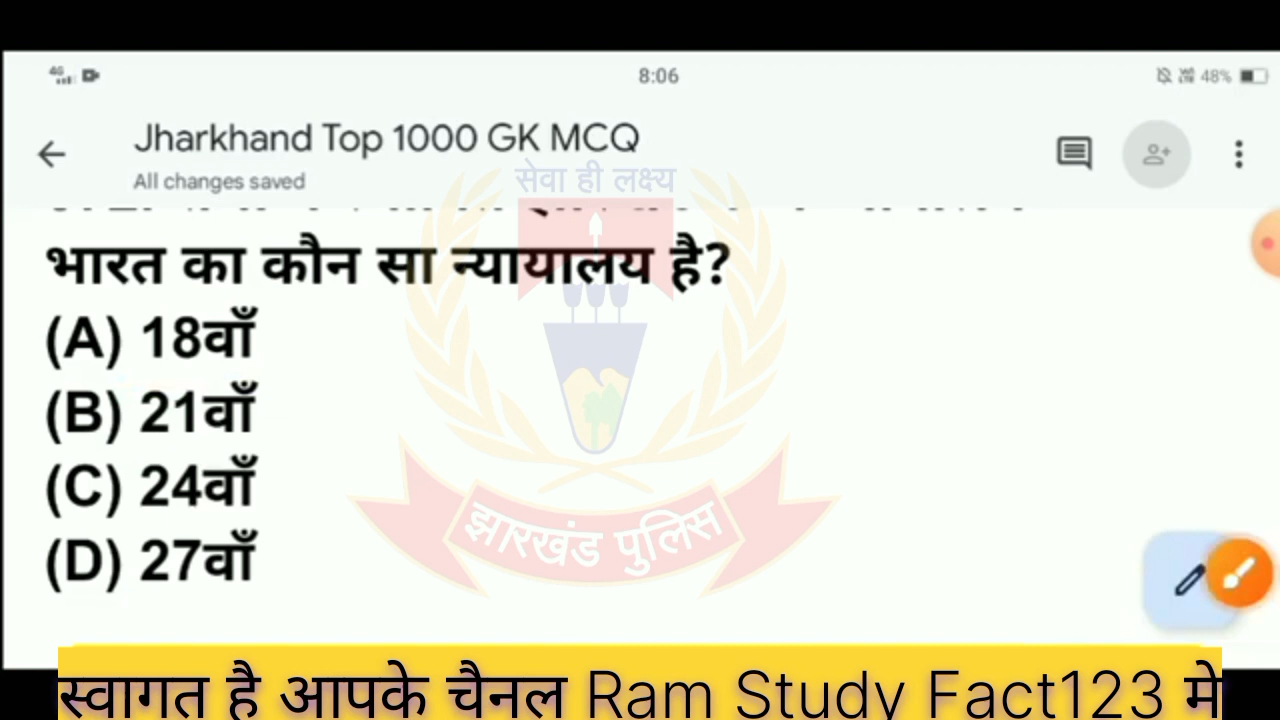 4G 8:06 48%
Jharkhand Top 1000 GK MCQ
All changes saved
सेवा ही लक्ष्य
भारत का कौन सा न्यायालय है?
(A) 18वाँ
(B) 21वाँ
(C) 24वाँ
(D) 27वाँ
झारखंड पुलिस
स्वागत है आपके चैनल Ram Study Fact123 मे